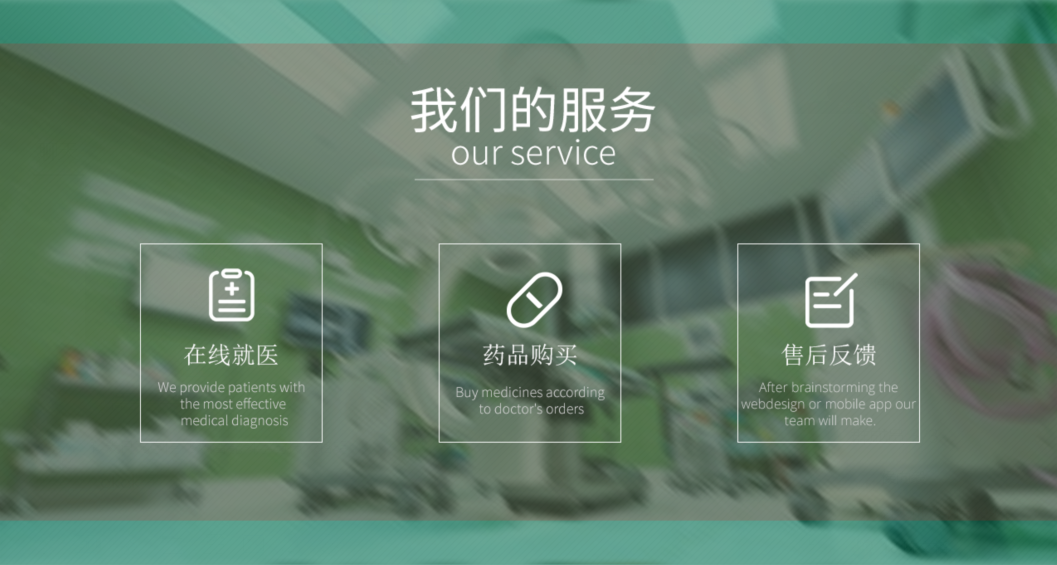 我们的服务
our service
在线就医
We provide patients with
the most effective
medical diagnosis
药品购买
Buy medicines according
to doctor's orders
售后反馈
After brainstorming the
webdesign or mobile app our
team will make.